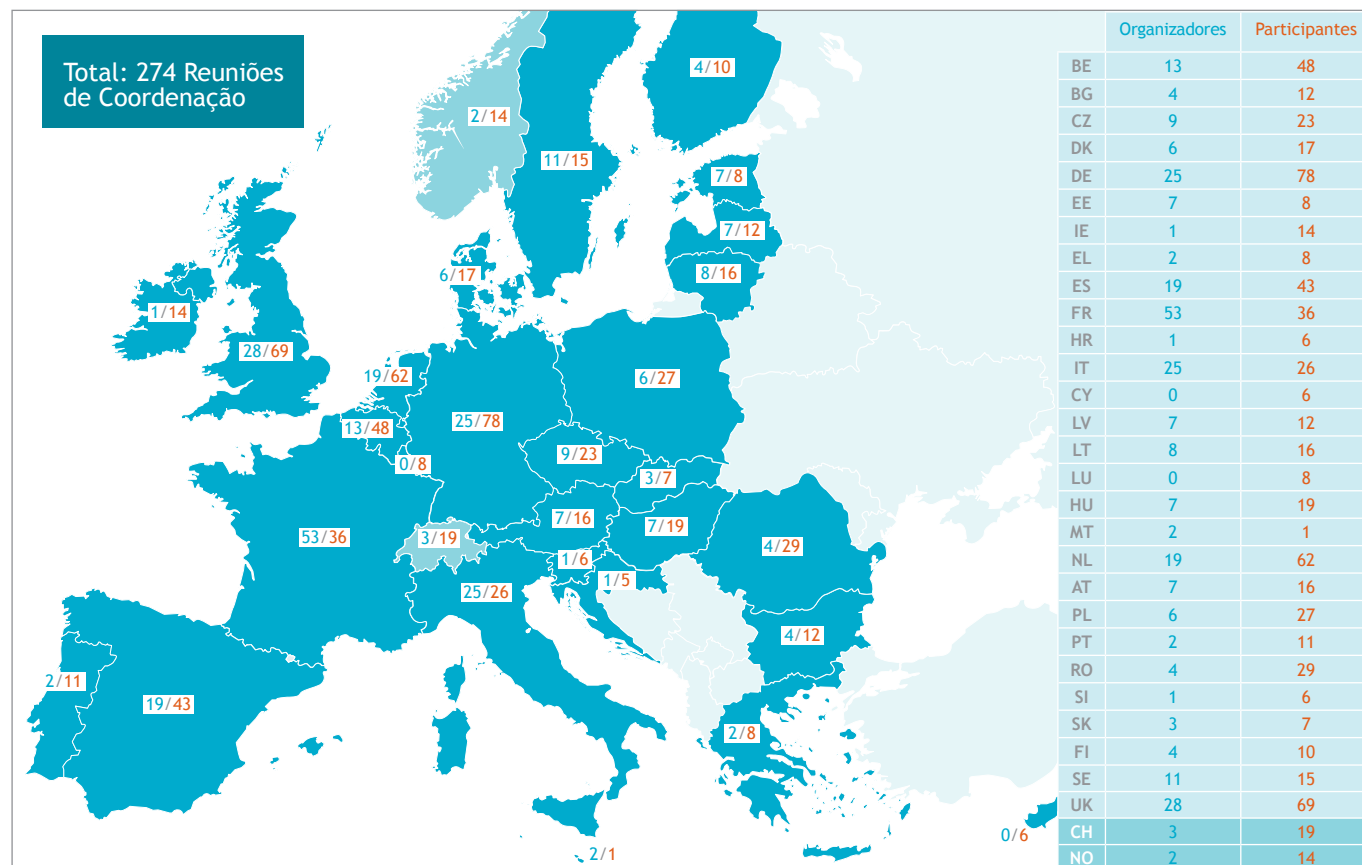 Total: 274 Reuniões
de Coordenação
4/10
2/14
11/15
7/8
7/12
6/17
8/16
1/14
28/69
19/62
6/27
13/48
25/78
0/8
9/23
3/7
7/16
7/19
53/36
3/19
4/29
1/6
1/5
25/26
4/12
2/11
19/43
2/8
0/6
2/1
Organizadores Participantes
BE 13 48
BG 4 12
CZ 9 23
DK 6 17
DE 25 78
EE 7 8
IE 1 14
EL 2 8
ES 19 43
FR 53 36
HR 1 6
IT 25 26
CY 0 6
LV 7 12
LT 8 16
LU 0 8
HU 7 19
MT 2 1
NL 19 62
AT 7 16
PL 6 27
PT 2 11
RO 4 29
SI 1 6
SK 3 7
FI 4 10
SE 11 15
UK 28 69
CH 3 19
NO 2 14